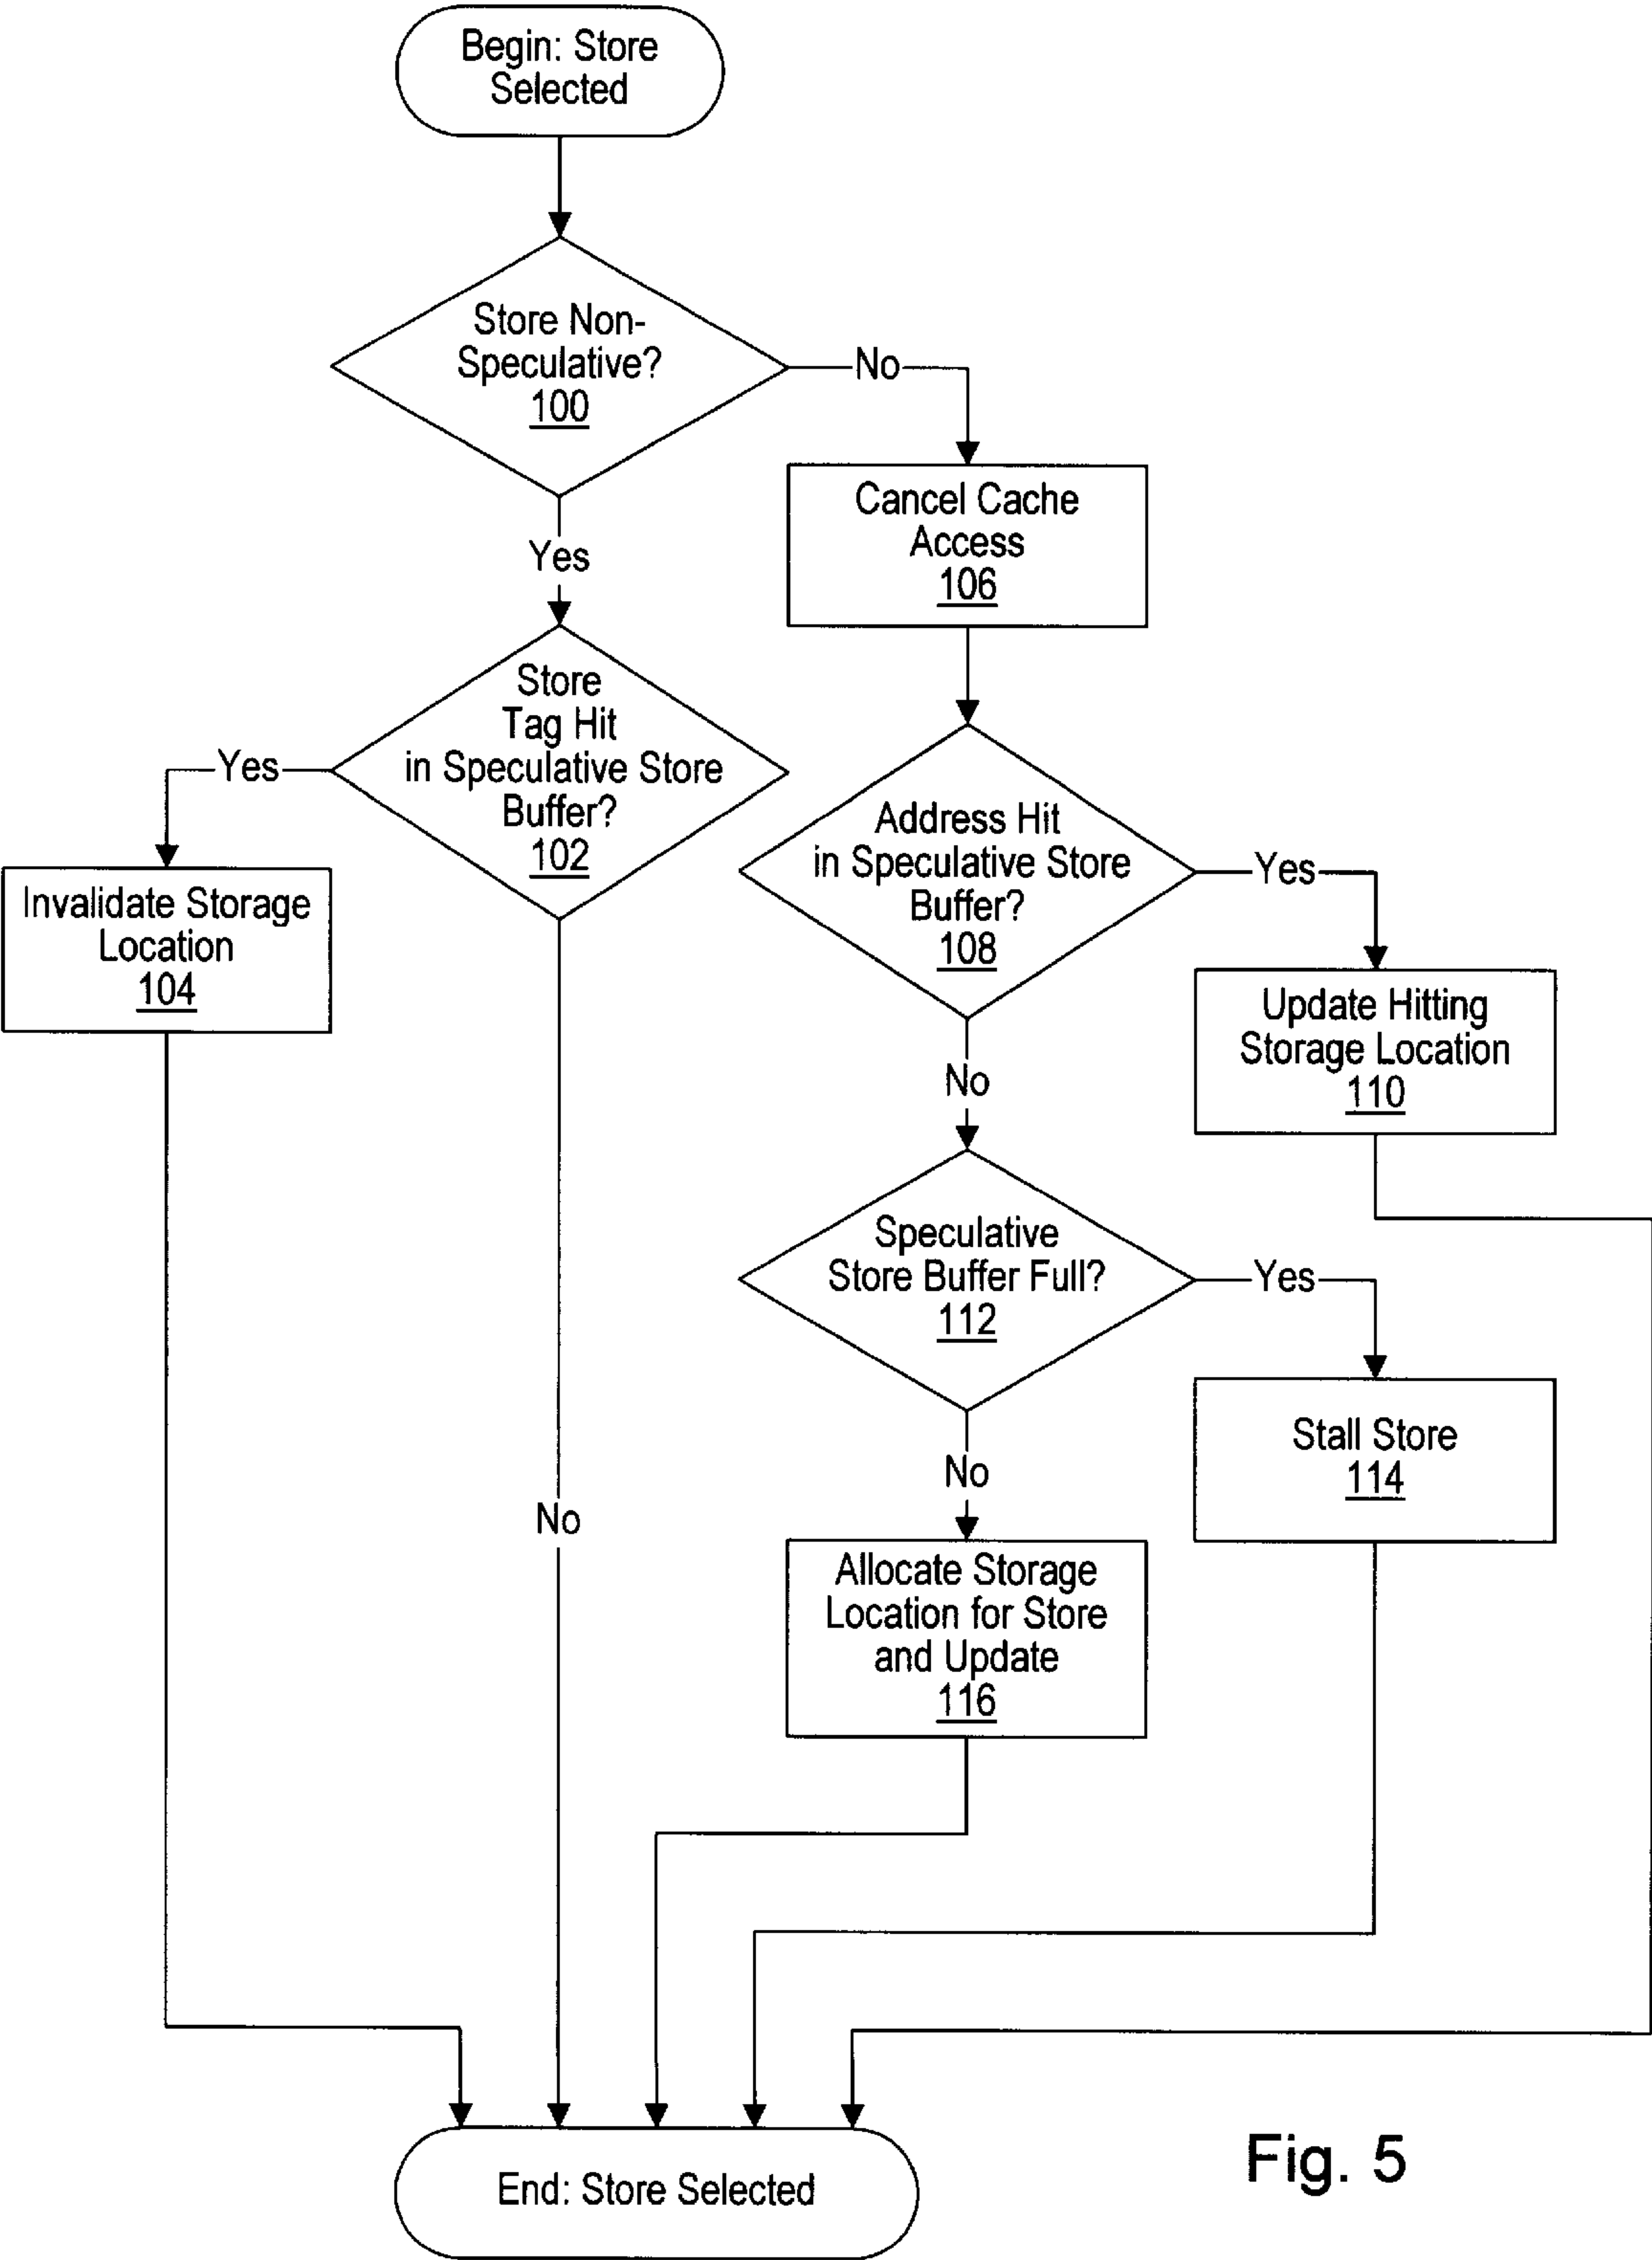 Begin: Store
Selected
Store Non-
Speculative?
100
No
Yes
Cancel Cache
Access
106
Store
Tag Hit
in Speculative Store
Buffer?
102
Yes
Invalidate Storage
Location
104
No
Address Hit
in Speculative Store
Buffer?
108
Yes
Update Hitting
Storage Location
110
No
Speculative
Store Buffer Full?
112
Yes
Stall Store
114
No
Allocate Storage
Location for Store
and Update
116
End: Store Selected
Fig. 5